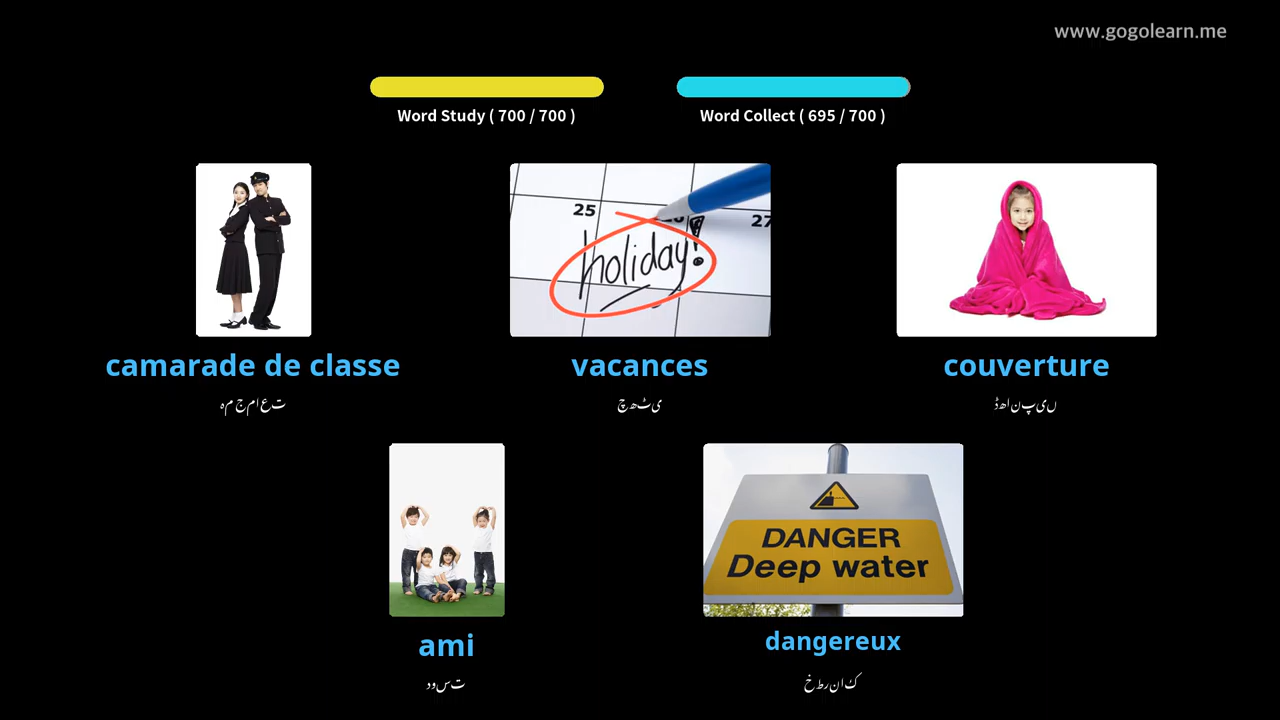 www.gogolearn.me
Word Study ( 700 / 700 )
Word Collect ( 695 / 700 )
25
27
holiday!
camarade de classe
vacances
couverture
ہم جماعت
چھٹی
ڈھانپیں
DANGER
Deep water
ami
dangereux
دوست
خطرناک